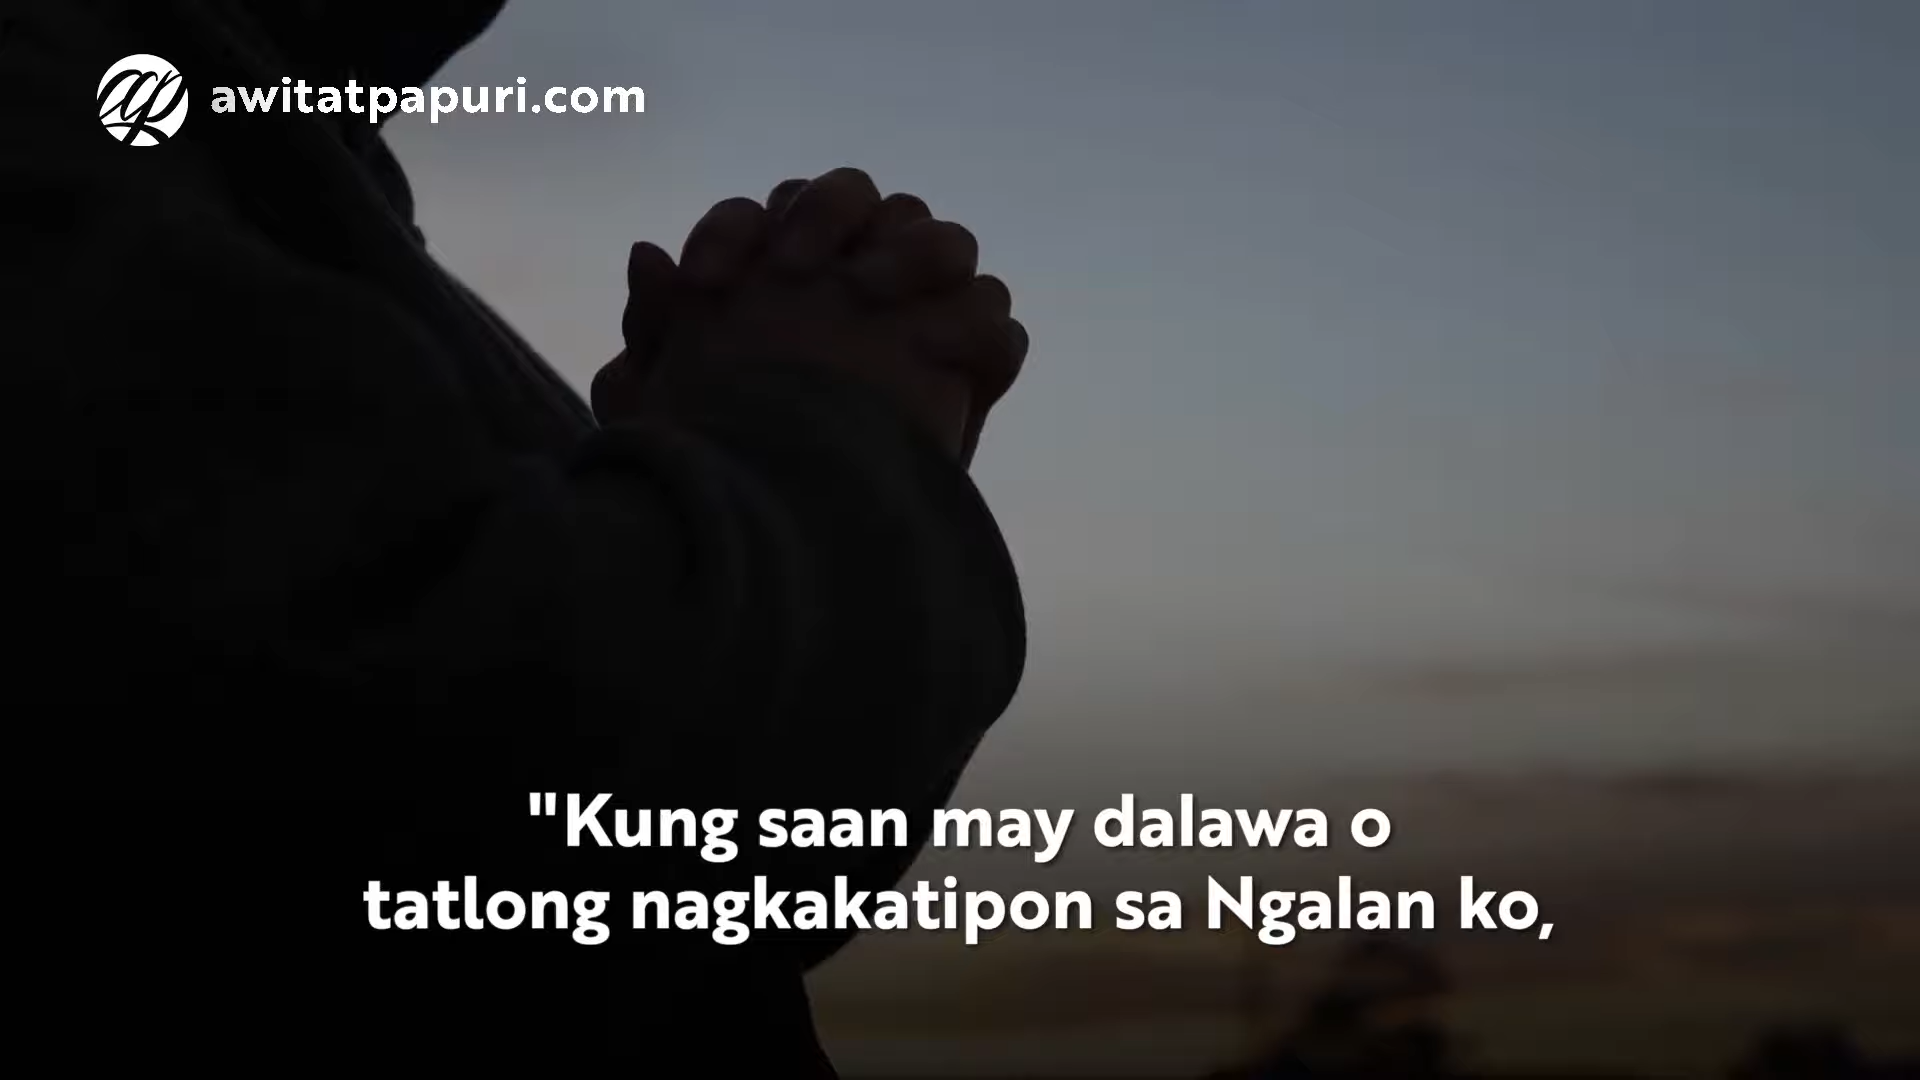 awitatpapuri.com
"Kung saan may dalawa o
tatlong nagkakatipon sa Ngalan ko,